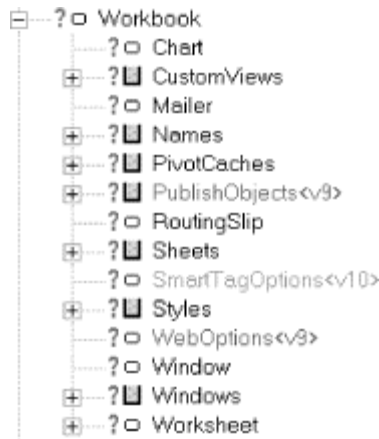 Workbook
Chart
CustomViews
Mailer
Names
PivotCaches
PublishObjects<v9>
RoutingSlip
Sheets
SmartTagOptions<v10>
Styles
WebOptions<v9>
Window
Windows
Worksheet